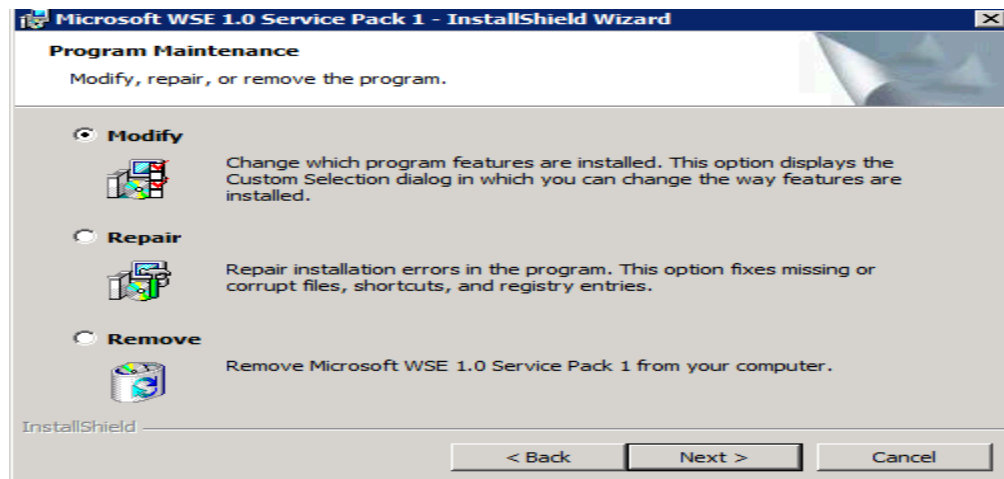 Microsoft WSE 1.0 Service Pack 1 - InstallShield Wizard
Program Maintenance
Modify, repair, or remove the program.
Modify
Change which program features are installed. This option displays the
Custom Selection dialog in which you can change the way features are
installed.
Repair
Repair installation errors in the program. This option fixes missing or
corrupt files, shortcuts, and registry entries.
Remove
Remove Microsoft WSE 1.0 Service Pack 1 from your computer.
InstallShield
< Back Next > Cancel